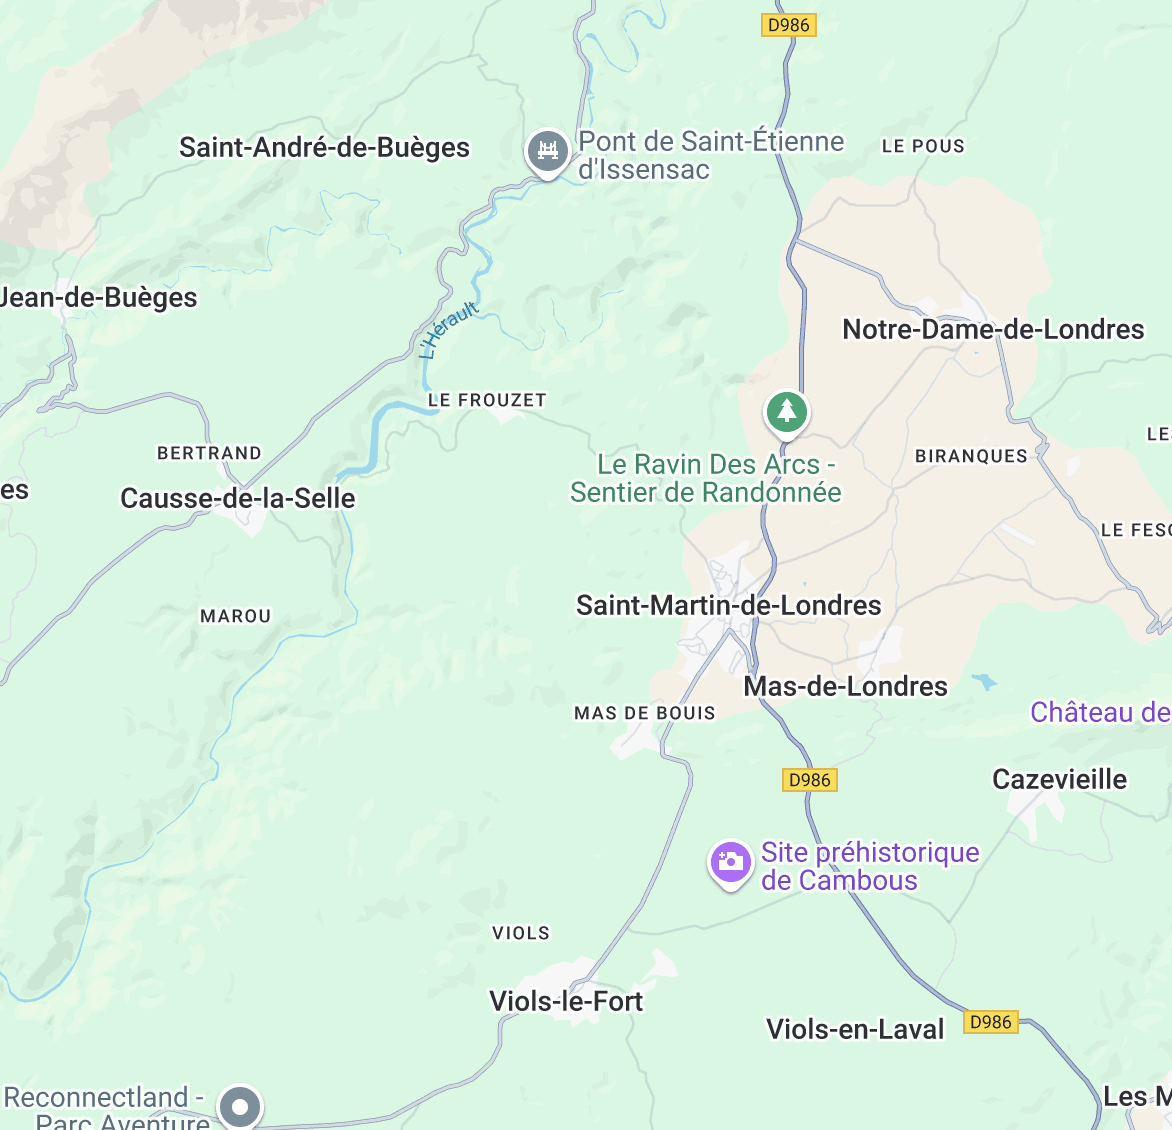 D986
Saint-André-de-Buèges
Pont de Saint-Étienne
d'Issensac
LE POUS
Jean-de-Buèges
L'Hérault
Notre-Dame-de-Londres
LE FROUZET
BERTRAND
LE
BIRANQUES
Le Ravin Des Arcs -
Sentier de Randonnée
es
Causse-de-la-Selle
LE FESC
MAROU
Saint-Martin-de-Londres
Mas-de-Londres
MAS DE BOUIS
Château de
D986
Cazevieille
Site préhistorique
de Cambous
VIOLS
Viols-le-Fort
D986
Viols-en-Laval
Reconnectland -
Parc Aventure
Les M